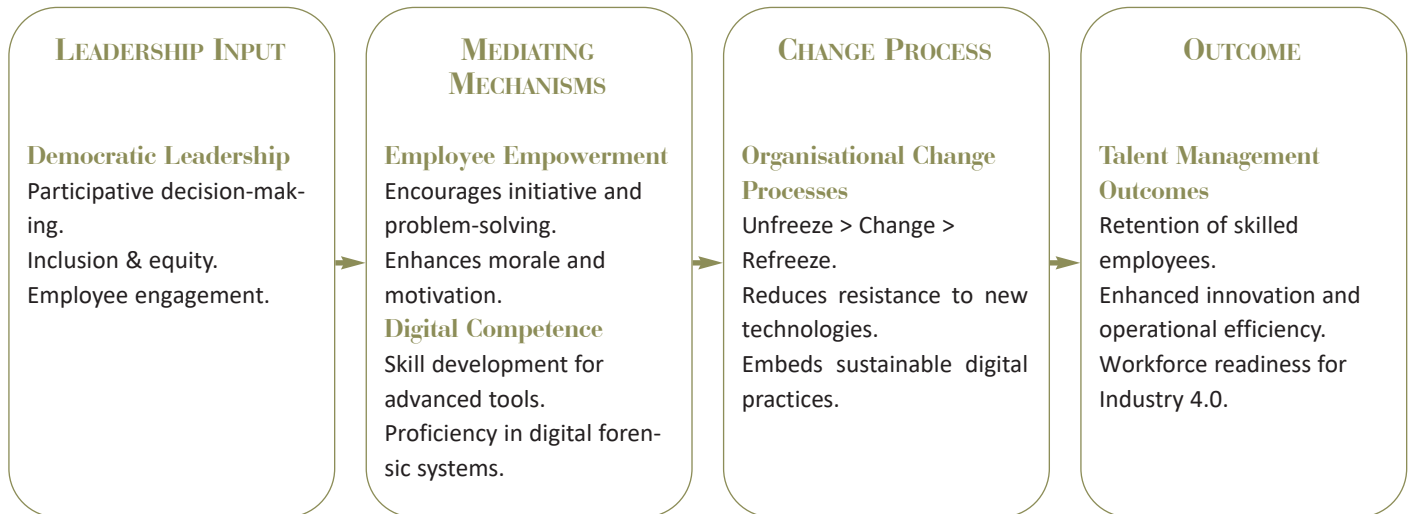 LEADERSHIP INPUT
Democratic Leadership
Participative decision-mak-
ing.
Inclusion & equity.
Employee engagement.
MEDIATING
MECHANISMS
Employee Empowerment
Encourages initiative and
problem-solving.
Enhances morale and
motivation.
Digital Competence
Skill development for
advanced tools.
Proficiency in digital foren-
sic systems.
CHANGE PROCESS
Organisational Change
Processes
Unfreeze > Change >
Refreeze.
Reduces resistance to new
technologies.
Embeds sustainable digital
practices.
OUTCOME
Talent Management
Outcomes
Retention of skilled
employees.
Enhanced innovation and
operational efficiency.
Workforce readiness for
Industry 4.0.